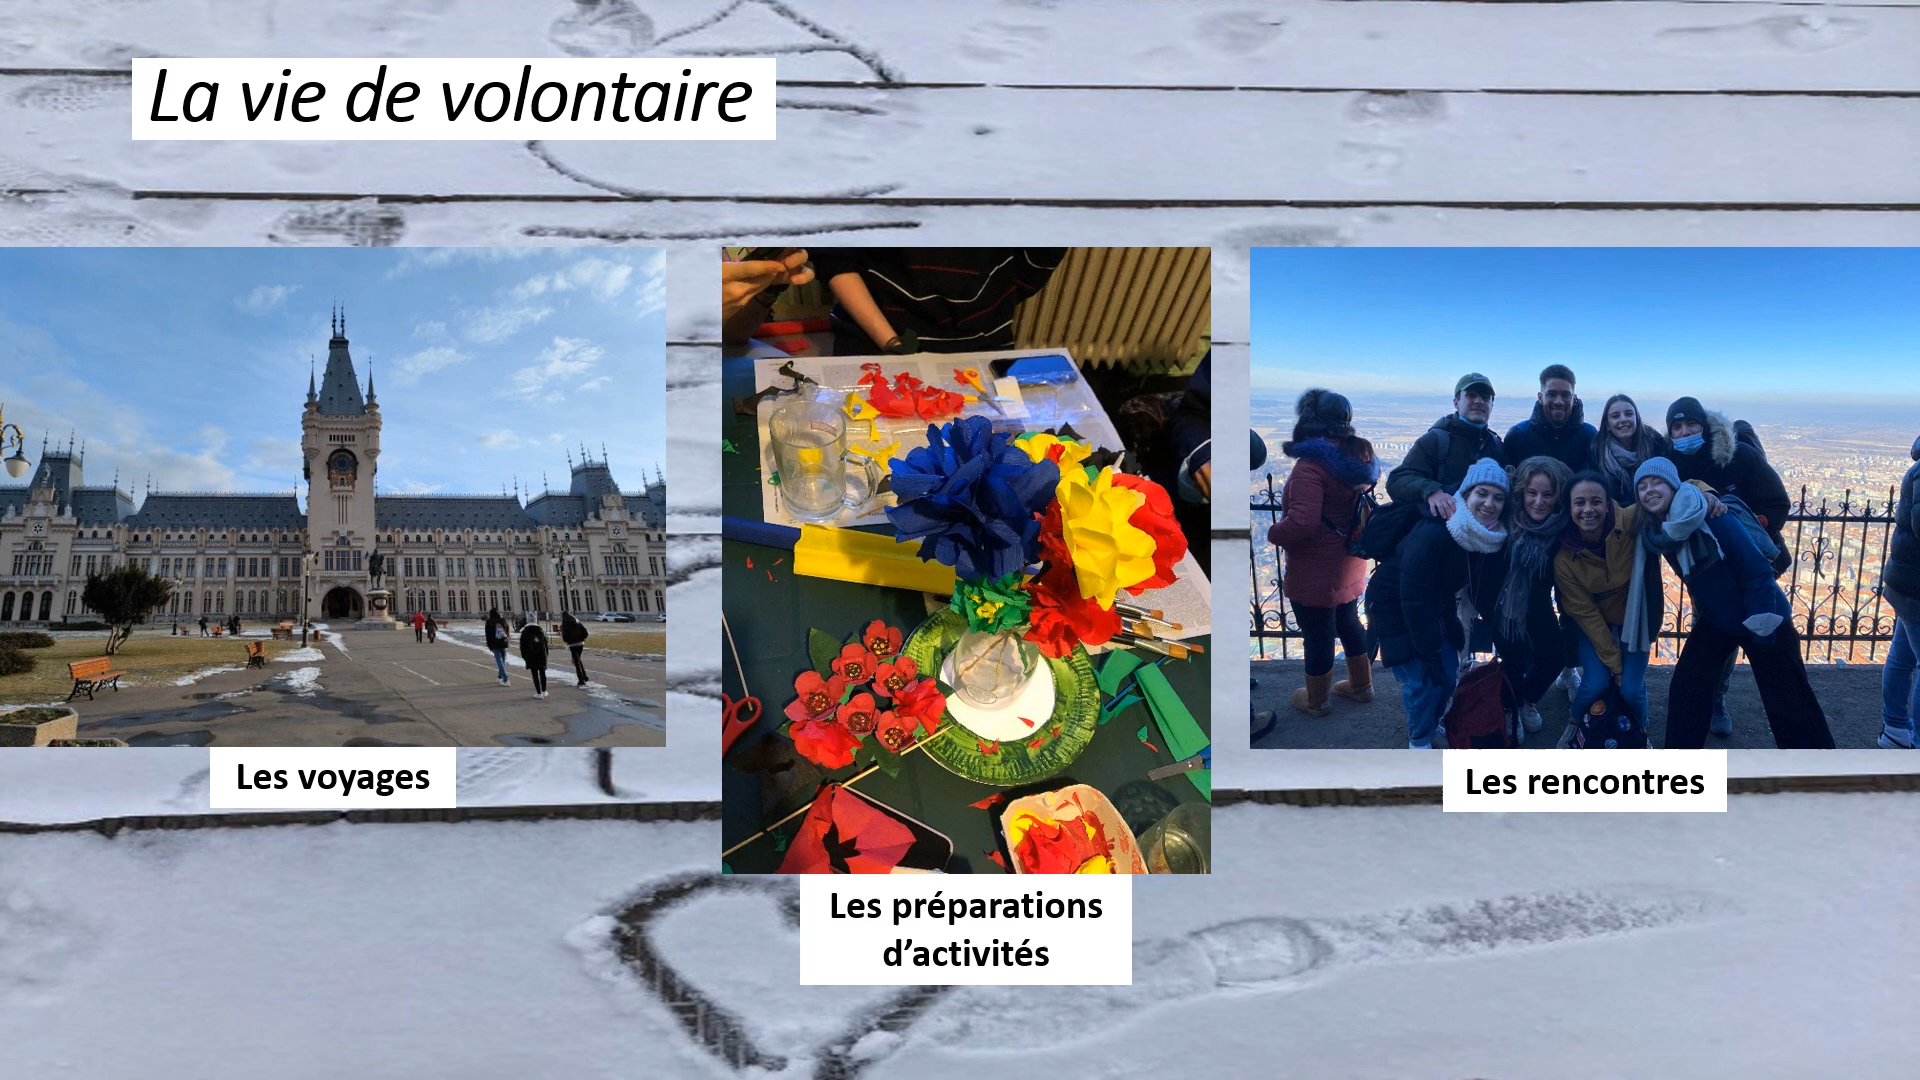 La vie de volontaire
Les voyages
Les préparations
d’activités
Les rencontres